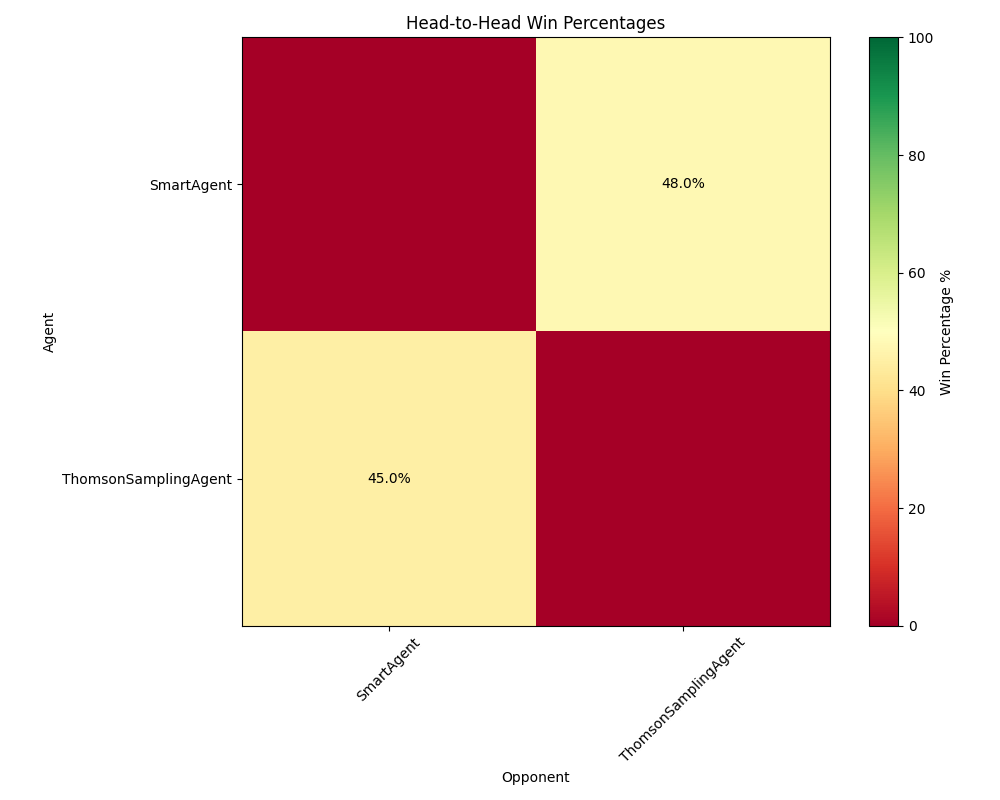 Head-to-Head Win Percentages
100
80
60
40
20
0
Win Percentage %
Agent
SmartAgent
48.0%
ThomsonSamplingAgent
45.0%
SmartAgent
ThomsonSamplingAgent
Opponent